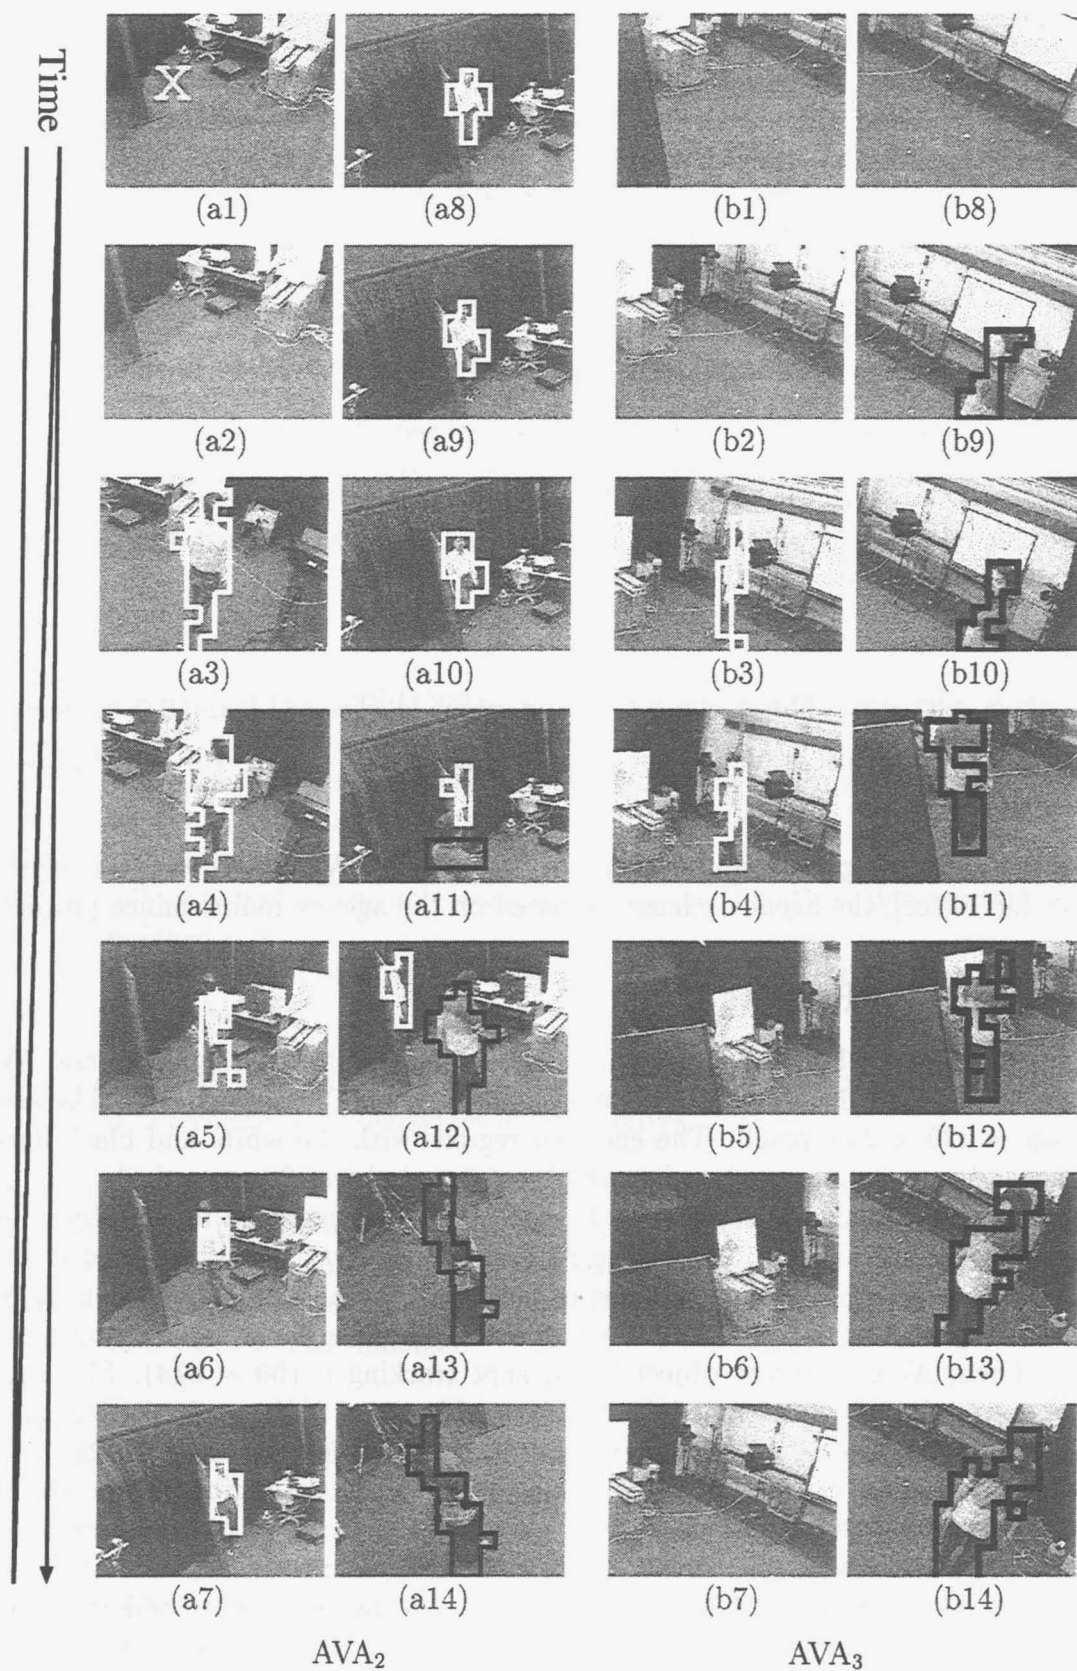 Time
X
(a1) (a8) (b1) (b8)
(a2) (a9) (b2) (b9)
(a3) (a10) (b3) (b10)
(a4) (a11) (b4) (b11)
(a5) (a12) (b5) (b12)
(a6) (a13) (b6) (b13)
(a7) (a14) (b7) (b14)
AVA₂ AVA₃